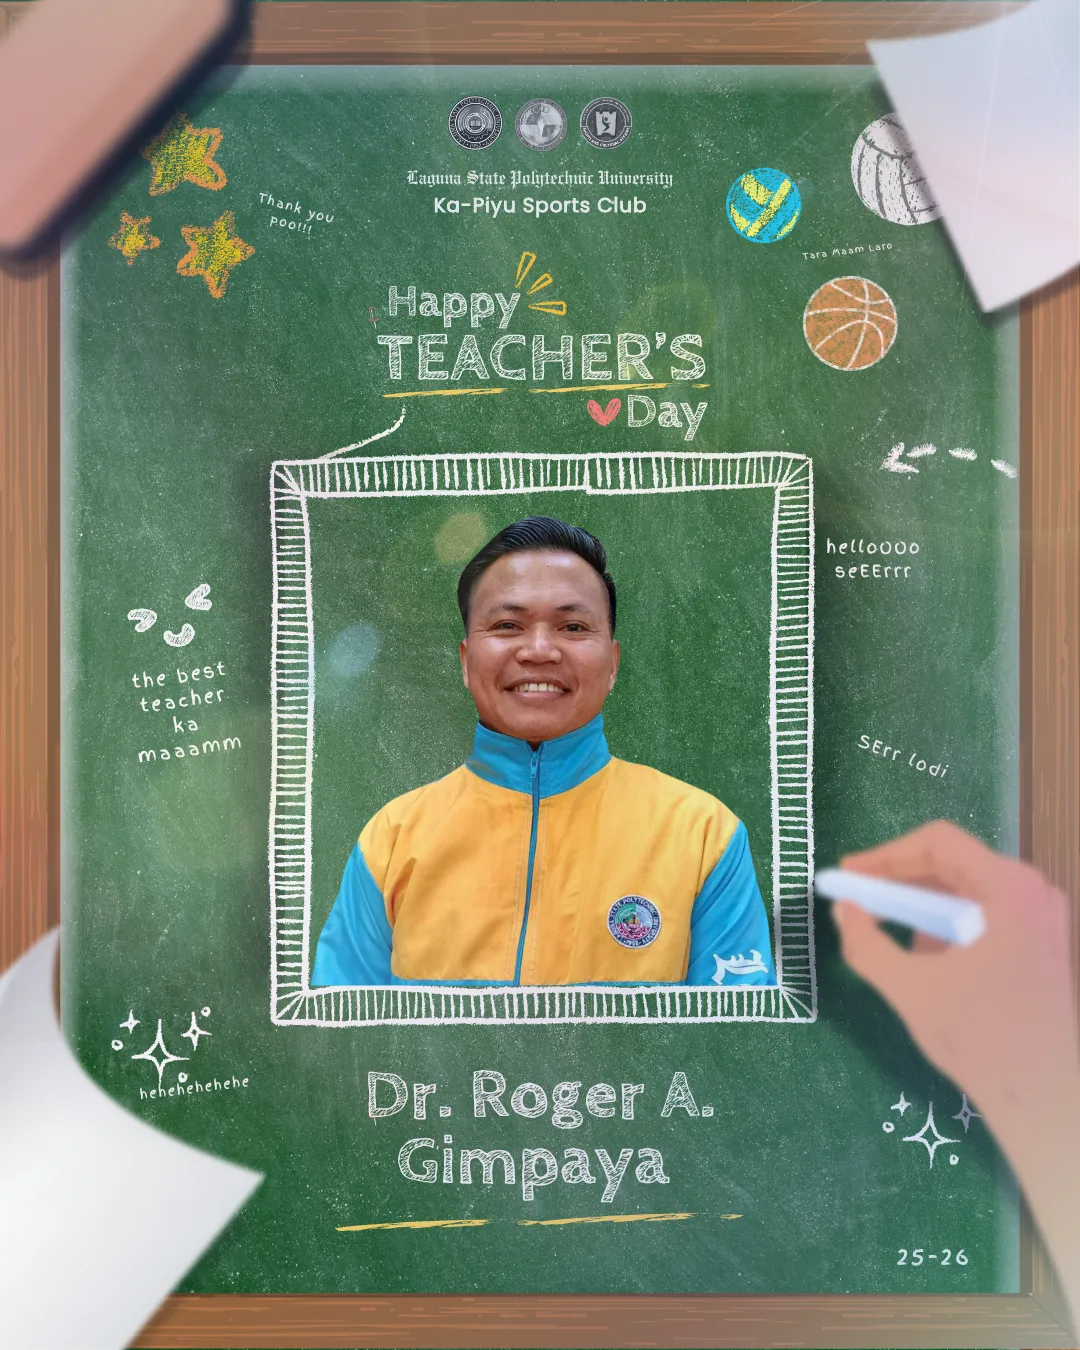 Laguna State Polytechnic University
Ka-Piyu Sports Club
Thank you
poo!!!
Tara Maam Laro
Happy
TEACHER'S
Day
hellooOO
seEErrr
the best
teacher
ka
maaamm
SErr lodi
hehehehehehe
Dr. Roger A.
Gimpaya
25-26